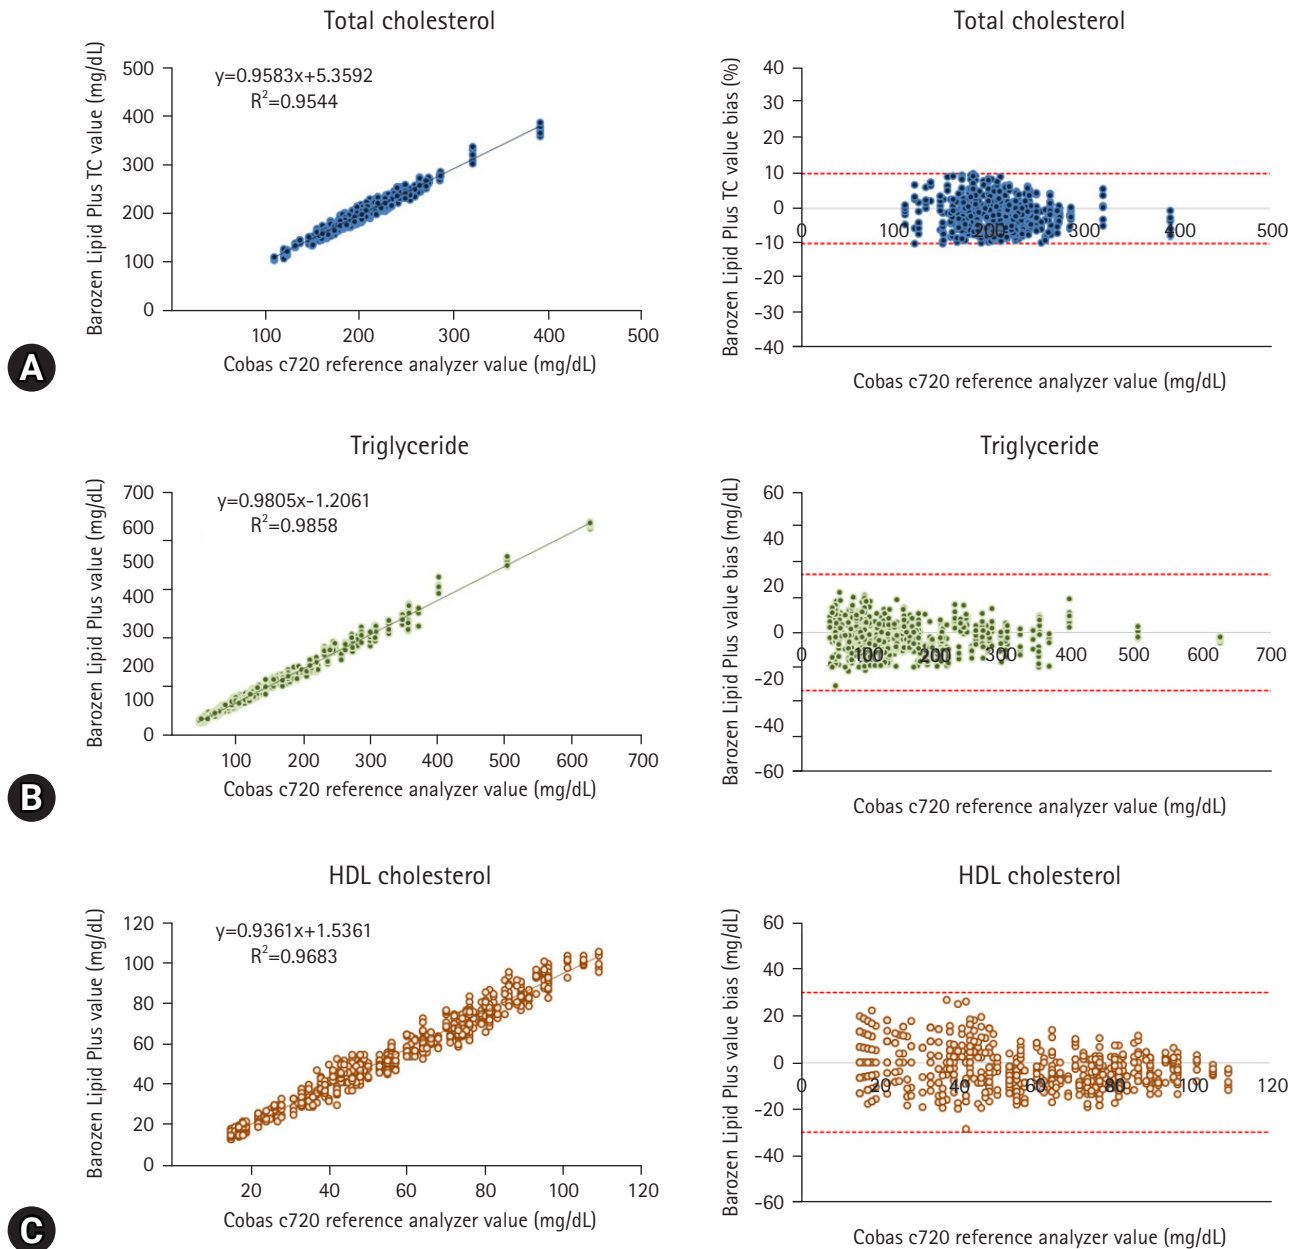 Total cholesterol
Barozen Lipid Plus TC value (mg/dL)
500
400
300
200
100
0
y=0.9583x+5.3592
R²=0.9544
100 200 300 400 500
Cobas c720 reference analyzer value (mg/dL)
Total cholesterol
Barozen Lipid Plus TC value bias (%)
40
30
20
10
0
-10
-20
-30
-40
0 100 200 300 400 500
Cobas c720 reference analyzer value (mg/dL)
A
Triglyceride
Barozen Lipid Plus value (mg/dL)
700
600
500
400
300
200
100
0
y=0.9805x-1.2061
R²=0.9858
100 200 300 400 500 600 700
Cobas c720 reference analyzer value (mg/dL)
Triglyceride
Barozen Lipid Plus value bias (mg/dL)
60
40
20
0
-20
-40
-60
0 100 200 300 400 500 600 700
Cobas c720 reference analyzer value (mg/dL)
B
HDL cholesterol
Barozen Lipid Plus value (mg/dL)
120
100
80
60
40
20
0
y=0.9361x+1.5361
R²=0.9683
20 40 60 80 100 120
Cobas c720 reference analyzer value (mg/dL)
HDL cholesterol
Barozen Lipid Plus value bias (mg/dL)
60
40
20
0
-20
-40
-60
0 20 40 60 80 100 120
Cobas c720 reference analyzer value (mg/dL)
C